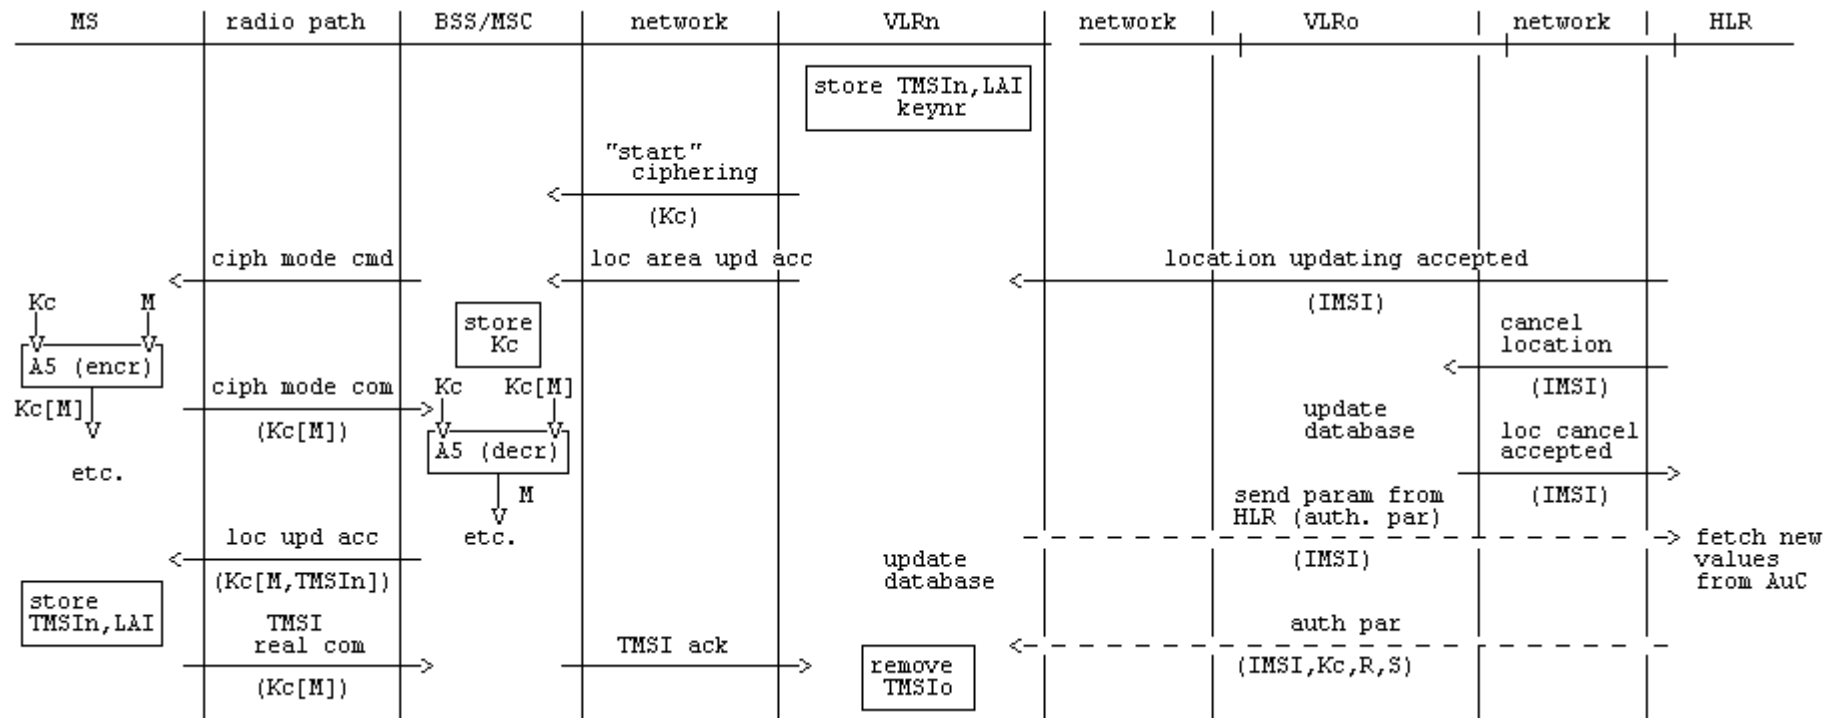 MS radio path BSS/MSC network VLRn network VLRo network HLR
store TMSIn,LAI
keynr
"start"
ciphering
(Kc)
ciph mode cmd loc area upd acc location updating accepted
(IMSI)
Kc M
store
Kc
cancel
location
(IMSI)
A5 (encr)
ciph mode com Kc Kc[M]
Kc[M]
(Kc[M])
update
database
loc cancel
accepted
(IMSI)
A5 (decr)
etc.
M
send param from
HLR (auth. par)
(IMSI)
etc.
loc upd acc
(Kc[M,TMSIn])
update
database
fetch new
values
from AuC
store
TMSIn,LAI
TMSI
real com
(Kc[M])
TMSI ack
remove
TMSIo
auth par
(IMSI,Kc,R,S)